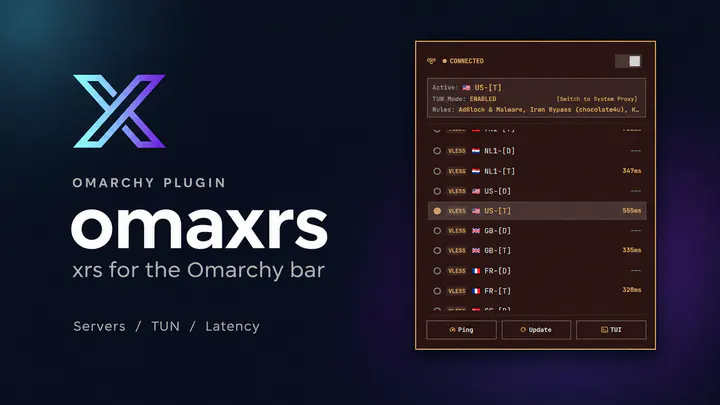 OMARCHY PLUGIN
omaxrs
xrs for the Omarchy bar
Servers / TUN / Latency
CONNECTED
Active: US-[T]
TUN Mode: ENABLED [Switch to System Proxy]
Rules: AdBlock & Malware, Iran Bypass (chocolate4u), K…
VLESS NL1-[D] ---
VLESS NL1-[T] 347ms
VLESS US-[D] ---
VLESS US-[T] 555ms
VLESS GB-[D] ---
VLESS GB-[T] 335ms
VLESS FR-[D] ---
VLESS FR-[T] 328ms
Ping Update TUI